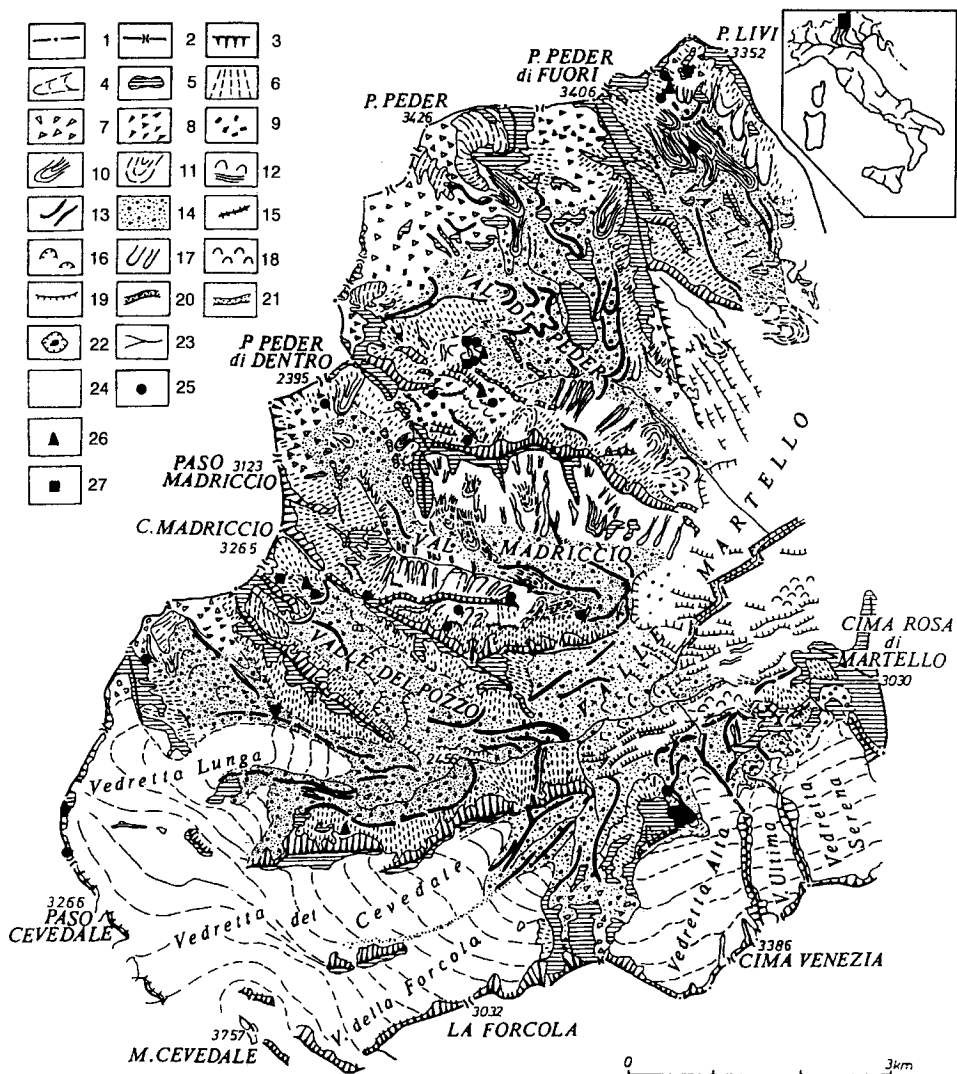 1 2 3
4 5 6
7 8 9
10 11 12
13 14 15
16 17 18
19 20 21
22 23
24 25
26
27
P. LIVI
3352
P. PEDER
di FUORI
3406
P. PEDER
3426
VAL DI PEDER
LIVI
P. PEDER
di DENTRO
2395
PASO 3123
MADRICCIO
C. MADRICCIO
3265
VAL MADRICCIO
MARTELLO
VALLE
CIMA ROSA
di
MARTELLO
3030
VALLE DEL POZZO
Vedretta Lunga
Vedretta del Cevedale
V. della Forcola
Vedretta Alta
V. Ultima
Vedretta Serena
3266
PASO
CEVEDALE
3386
CIMA VENEZIA
3032
LA FORCOLA
3757
M. CEVEDALE
0 3km